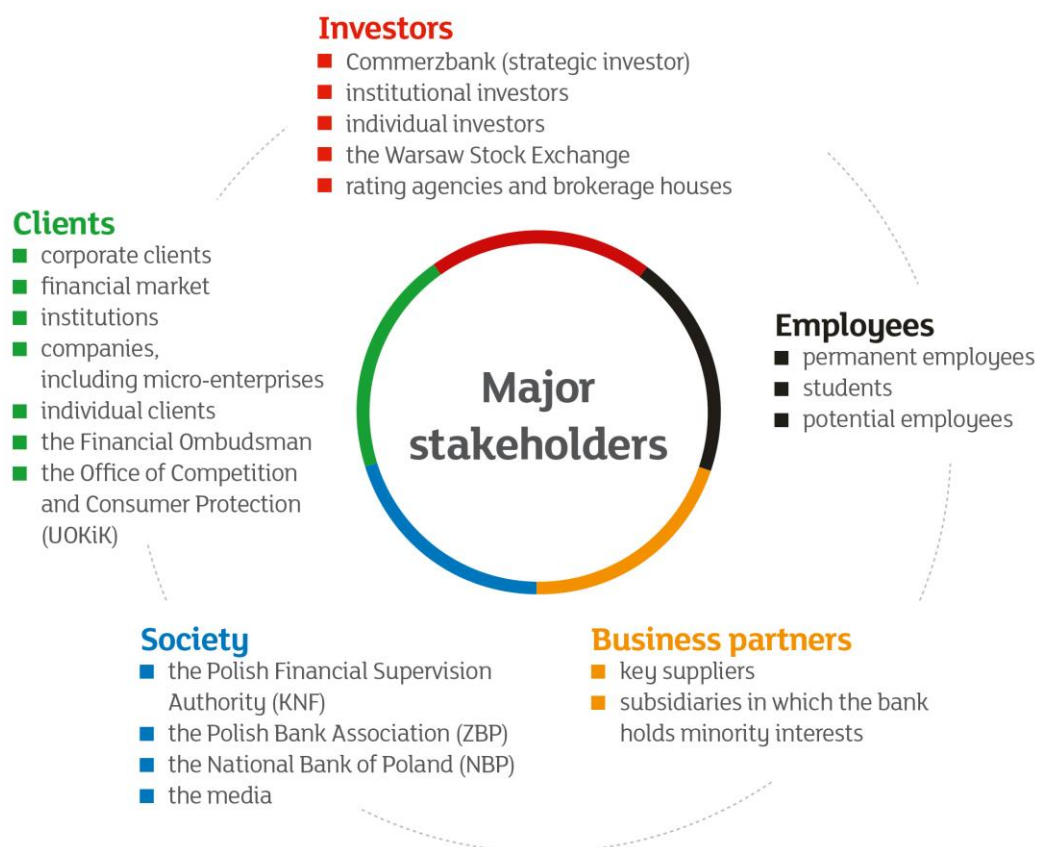 Investors
Commerzbank (strategic investor)
institutional investors
individual investors
the Warsaw Stock Exchange
rating agencies and brokerage houses
Clients
corporate clients
financial market
institutions
companies,
including micro-enterprises
individual clients
the Financial Ombudsman
the Office of Competition
and Consumer Protection
(UOKiK)
Major
stakeholders
Employees
permanent employees
students
potential employees
Society
the Polish Financial Supervision
Authority (KNF)
the Polish Bank Association (ZBP)
the National Bank of Poland (NBP)
the media
Business partners
key suppliers
subsidiaries in which the bank
holds minority interests